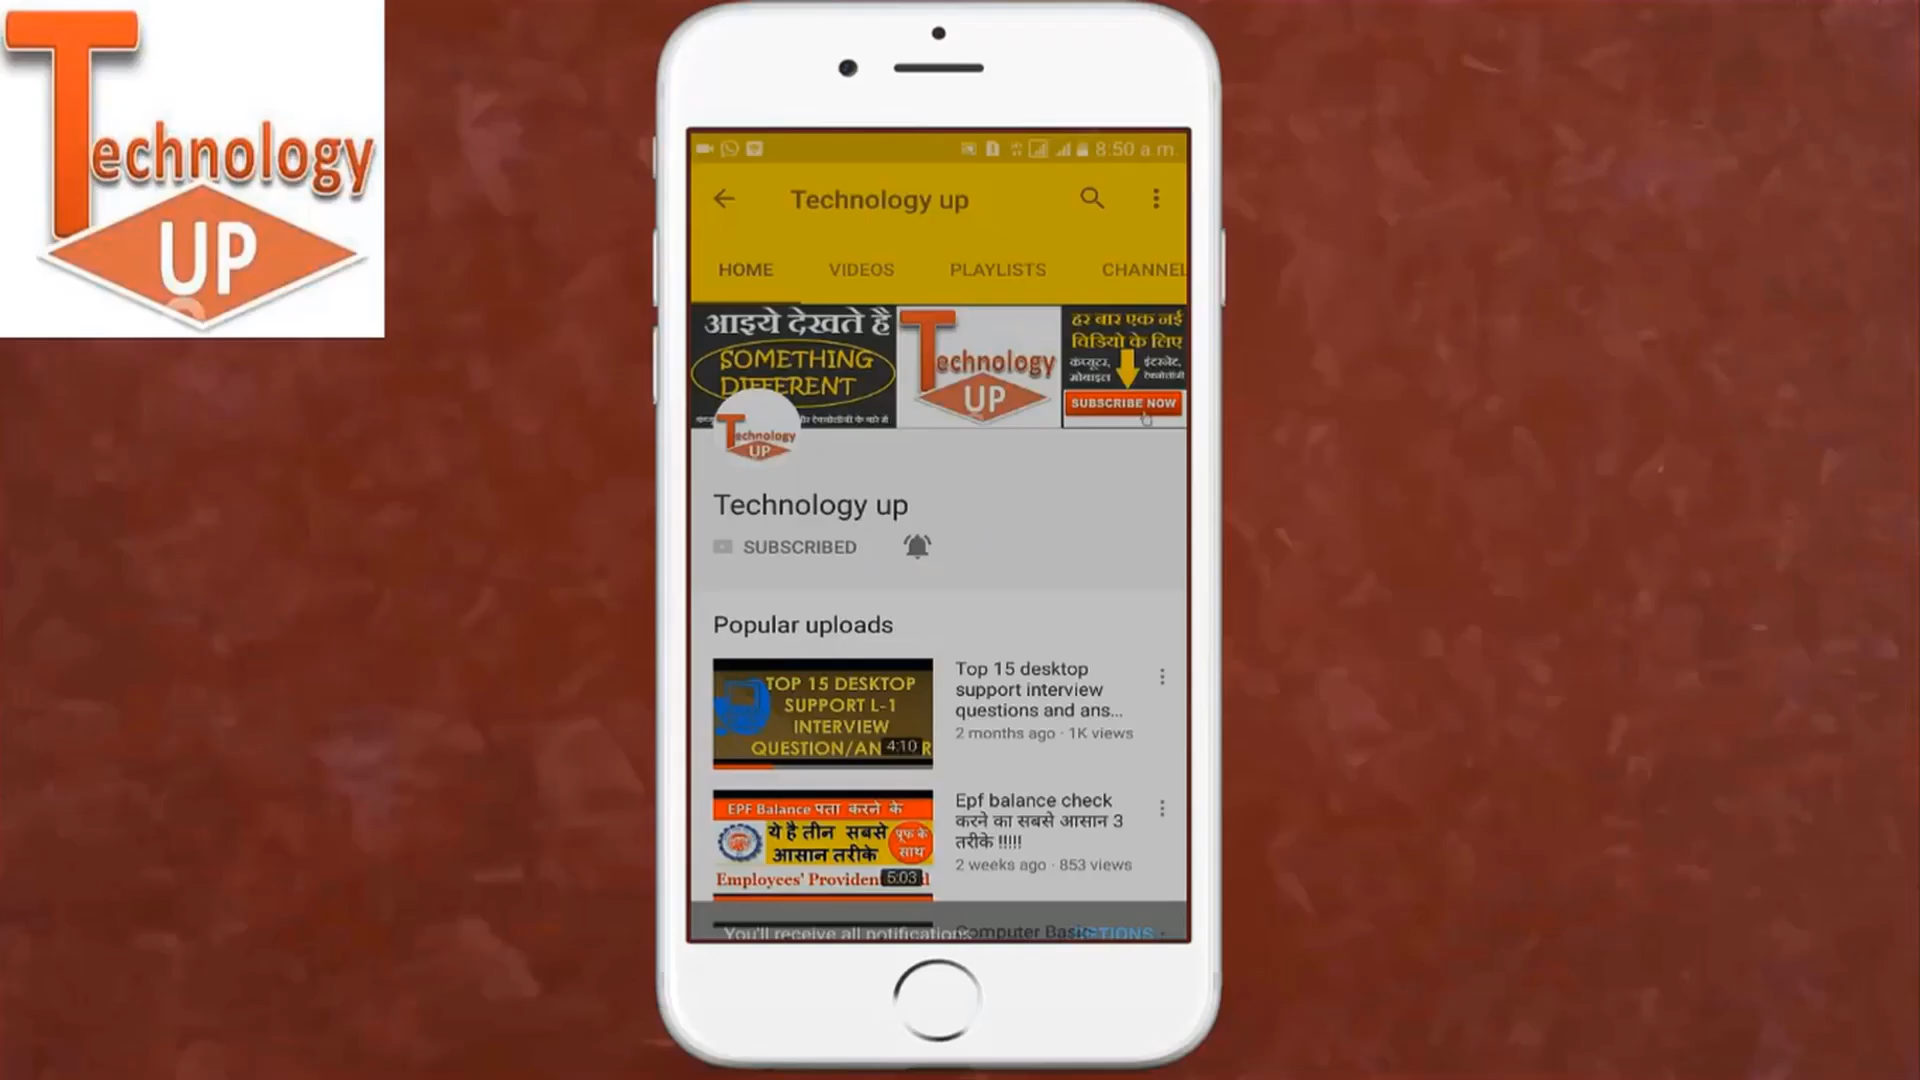 Technology
UP
8:50 a.m.
Technology up
HOME VIDEOS PLAYLISTS CHANNEL
आइये देखते है
SOMETHING
DIFFERENT
Technology
UP
हर बार एक नई
विडियो के लिए
कंप्यूटर, इंटरनेट,
मोबाइल टेक्नोलॉजी
SUBSCRIBE NOW
और टेक्नोलॉजी के बारे में
Technology
UP
Technology up
SUBSCRIBED
Popular uploads
TOP 15 DESKTOP
SUPPORT L-1
INTERVIEW
QUESTION/AN
4:10
Top 15 desktop
support interview
questions and ans...
2 months ago · 1K views
EPF Balance पता करने के
ये है तीन सबसे
आसान तरीके
प्रूफ के
साथ
Employees' Provident
5:03
Epf balance check
करने का सबसे आसान 3
तरीके !!!!!
2 weeks ago · 853 views
You'll receive all notifications.
Computer Basic
OPTIONS